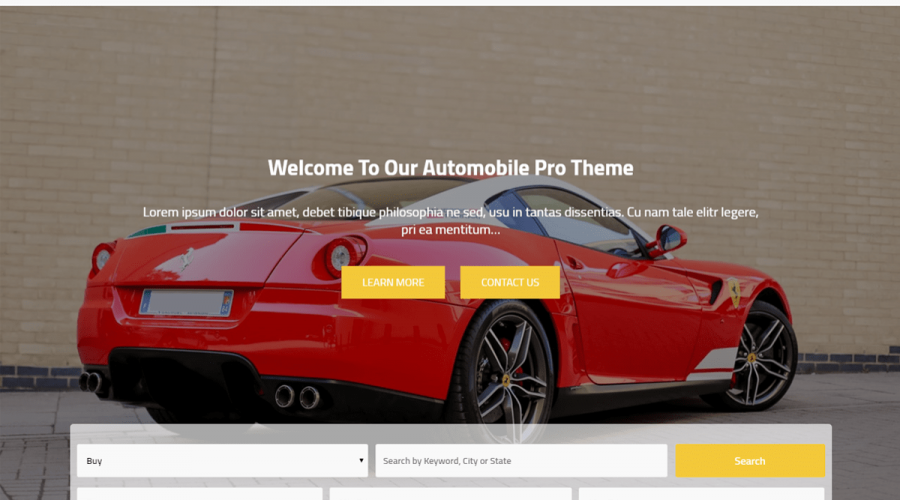 Welcome To Our Automobile Pro Theme
Lorem ipsum dolor sit amet, debet tibique philosophia ne sed, usu in tantas dissentias. Cu nam tale elitr legere,
pri ea mentitum...
LEARN MORE CONTACT US
Buy Search by Keyword, City or State Search